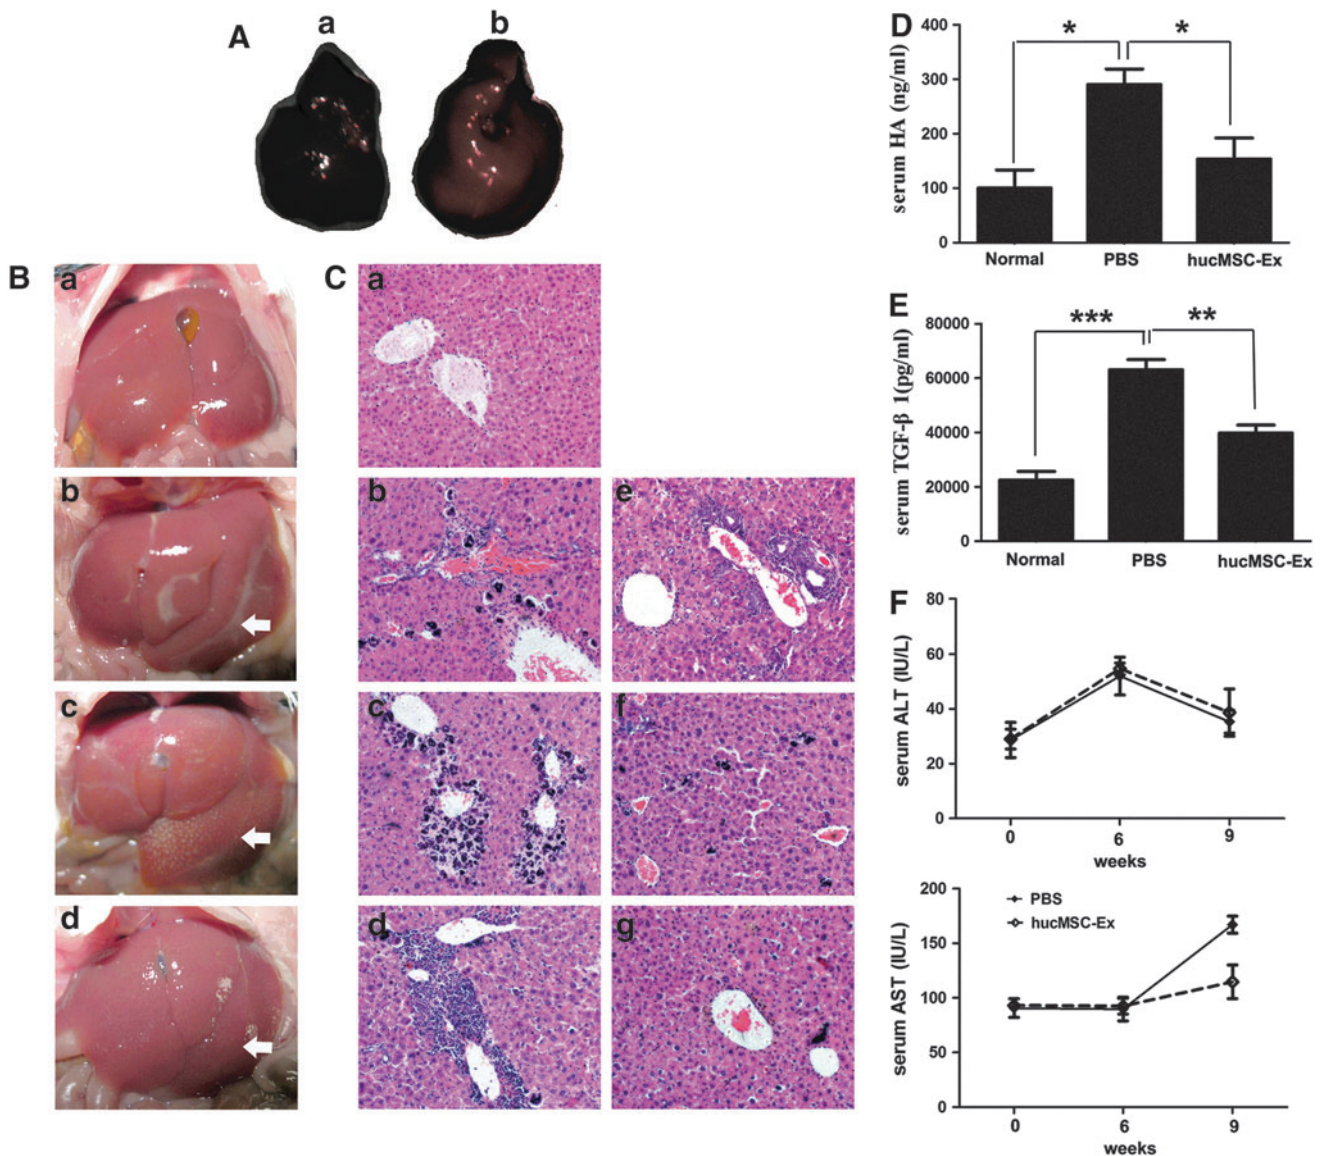 A
a
b
B
a
b
c
d
C
a
b
e
c
f
d
g
D
serum HA (ng/ml)
400
300
200
100
0
*
*
Normal
PBS
hucMSC-Ex
E
serum TGF-β 1(pg/ml)
80000
60000
40000
20000
0
***
**
Normal
PBS
hucMSC-Ex
F
serum ALT (IU/L)
80
60
40
20
0
0
6
9
weeks
serum AST (IU/L)
200
150
100
50
0
PBS
hucMSC-Ex
0
6
9
weeks